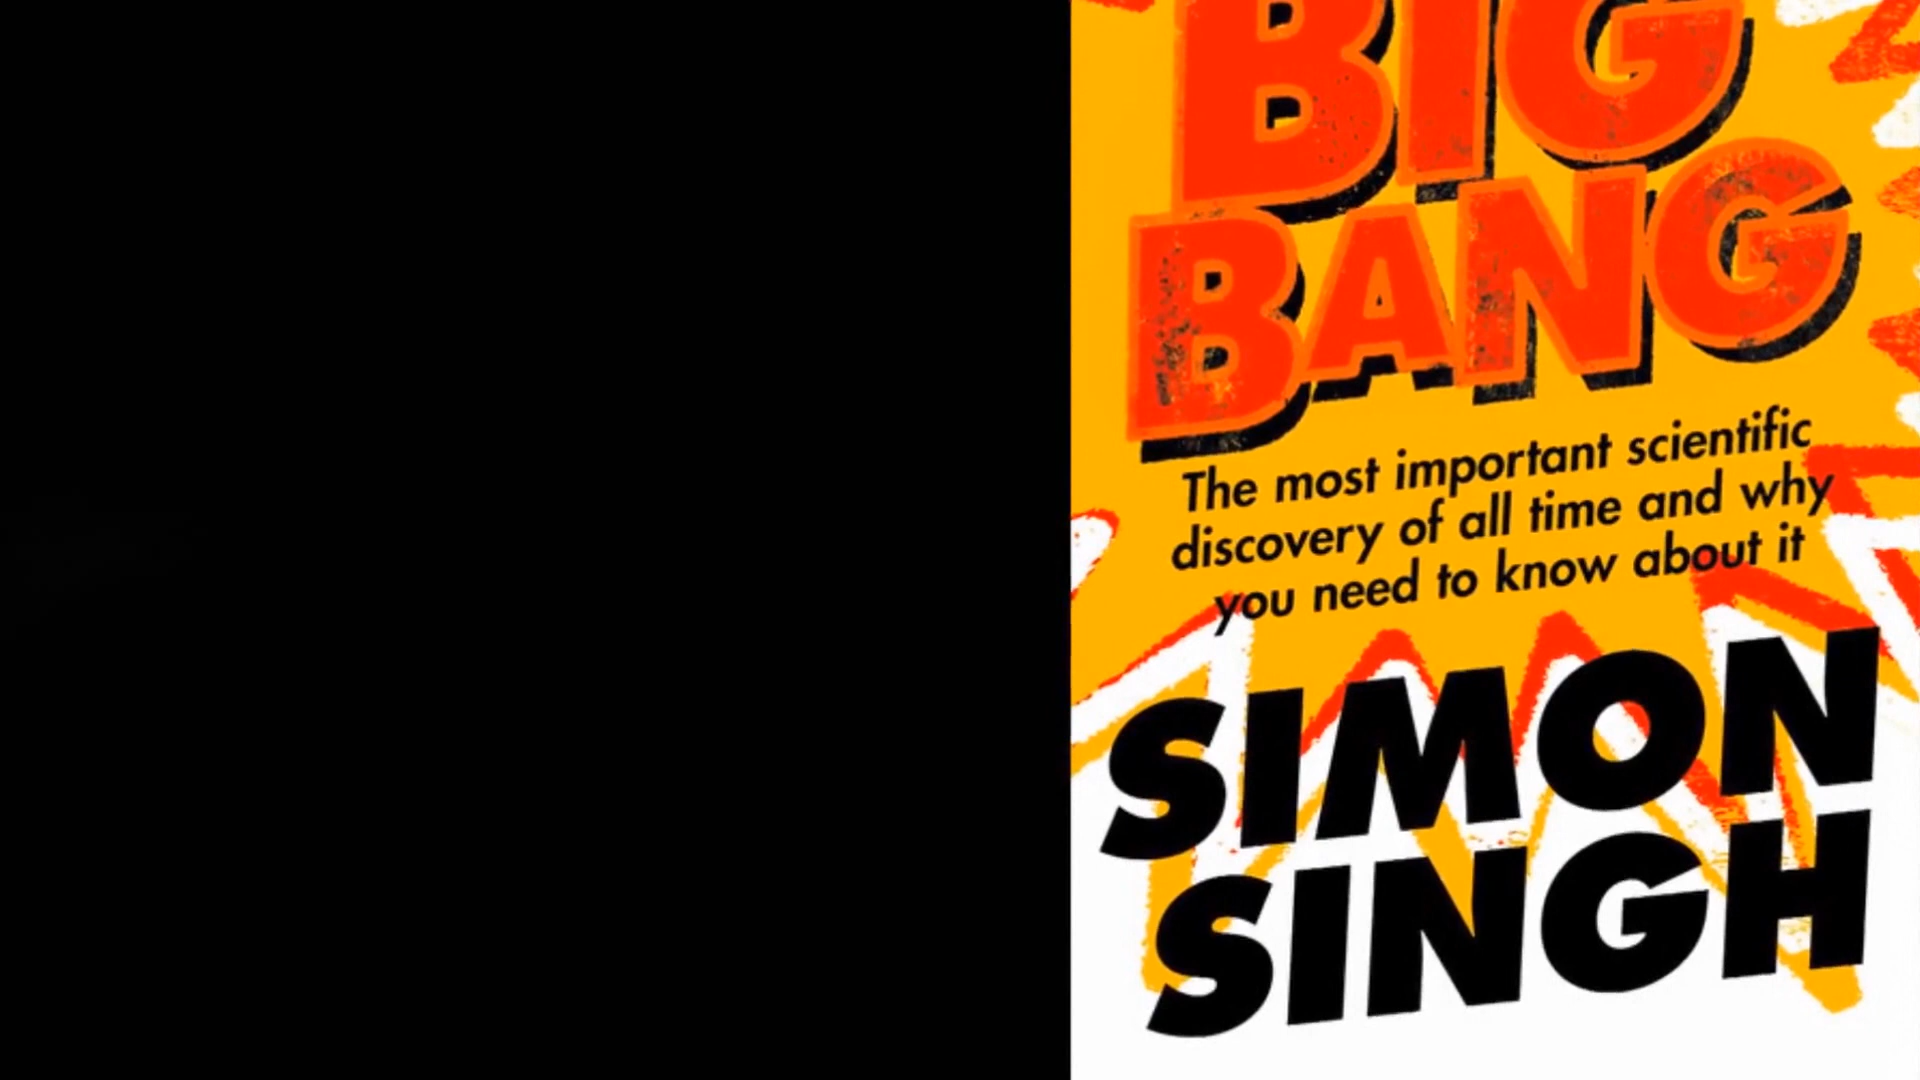 BIG
BANG
The most important scientific
discovery of all time and why
you need to know about it
SIMON
SINGH